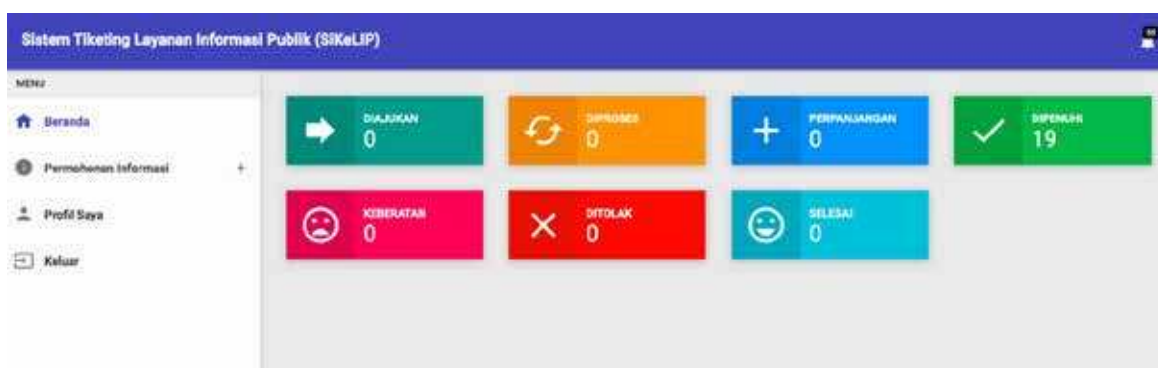 Sistem Tiketing Layanan Informasi Publik (SiKeLIP)
MENU
Beranda
Permohonan Informasi +
Profil Saya
Keluar
DIAJUKAN
0
DIPROSES
0
PERPANJANGAN
0
DIPENUHI
19
KEBERATAN
0
DITOLAK
0
SELESAI
0